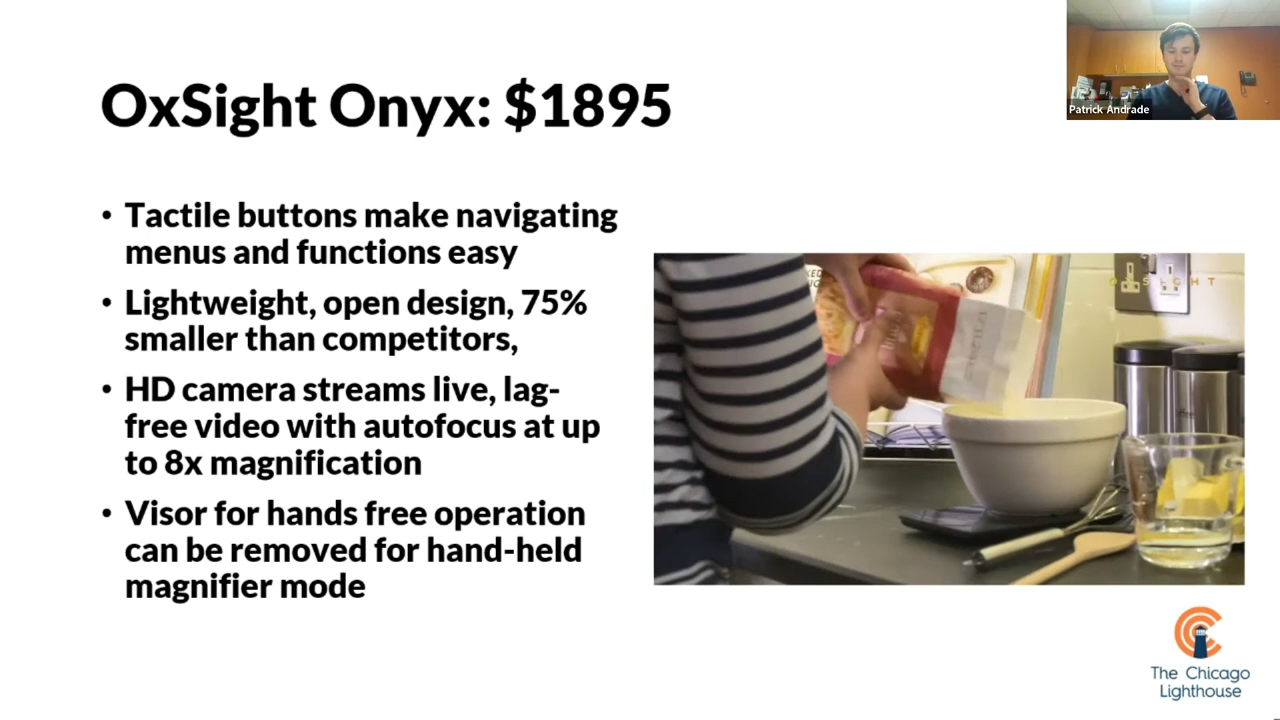 OxSight Onyx: $1895
Patrick Andrade
• Tactile buttons make navigating
menus and functions easy
• Lightweight, open design, 75%
smaller than competitors,
• HD camera streams live, lag-
free video with autofocus at up
to 8x magnification
• Visor for hands free operation
can be removed for hand-held
magnifier mode
OXSIGHT
The Chicago
Lighthouse